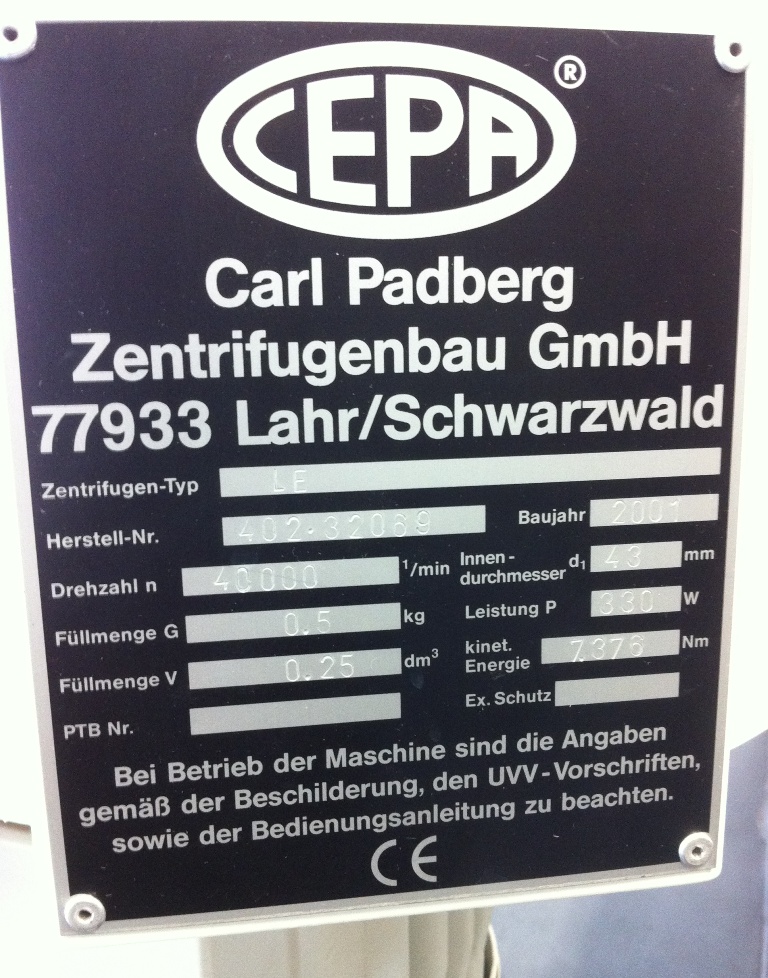 CEPA®
Carl Padberg
Zentrifugenbau GmbH
77933 Lahr/Schwarzwald
Zentrifugen-Typ LE
Herstell-Nr. 402-32069 Baujahr 2001
Drehzahl n 40000 1/min Innen-durchmesser d1 43 mm
Füllmenge G 0.5 kg Leistung P 330 W
Füllmenge V 0.25 dm³ kinet. Energie 7.376 Nm
PTB Nr. Ex. Schutz
Bei Betrieb der Maschine sind die Angaben
gemäß der Beschilderung, den UVV-Vorschriften,
sowie der Bedienungsanleitung zu beachten.
CE